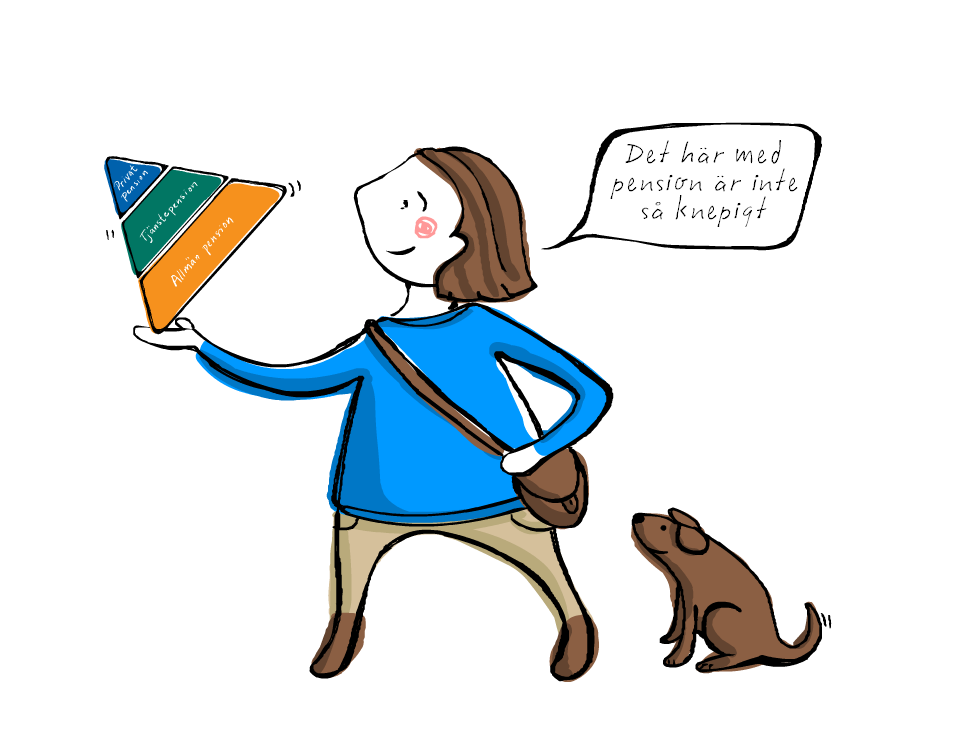 Privat
pension
Tjänstepension
Allmän pension
Det här med
pension är inte
så knepigt